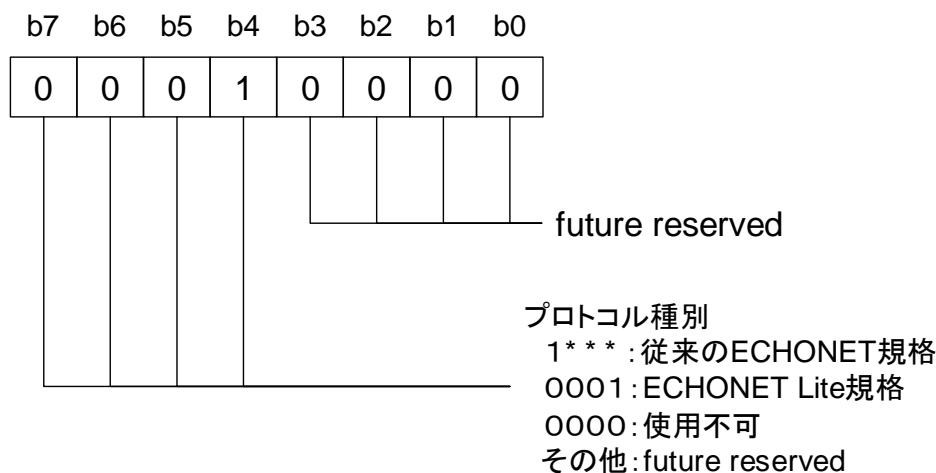 b7 b6 b5 b4 b3 b2 b1 b0
0 0 0 1 0 0 0 0
future reserved
プロトコル種別
1***:従来のECHONET規格
0001:ECHONET Lite規格
0000:使用不可
その他:future reserved